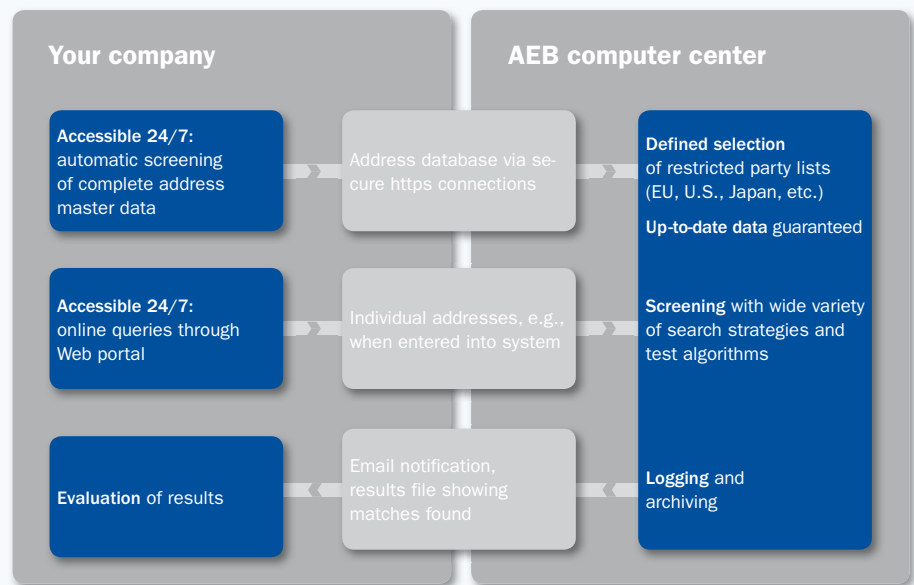 Your company
AEB computer center
Accessible 24/7:
automatic screening
of complete address
master data
Address database via se-
cure https connections
Defined selection
of restricted party lists
(EU, U.S., Japan, etc.)
Up-to-date data guaranteed
Accessible 24/7:
online queries through
Web portal
Individual addresses, e.g.,
when entered into system
Screening with wide variety
of search strategies and
test algorithms
Evaluation of results
Email notification,
results file showing
matches found
Logging and
archiving